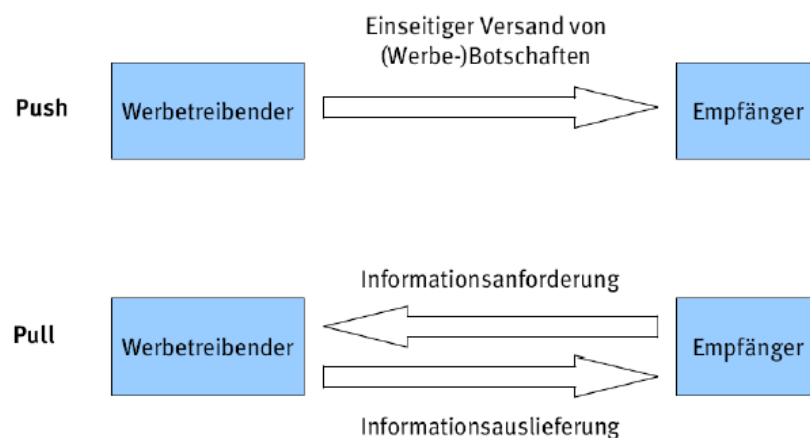 Einseitiger Versand von
(Werbe-)Botschaften
Push
Werbetreibender
Empfänger
Informationsanforderung
Pull
Werbetreibender
Empfänger
Informationsauslieferung